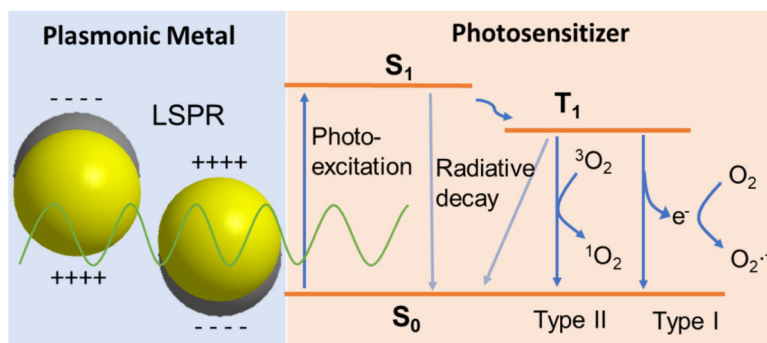 Plasmonic Metal
Photosensitizer
- - - -
LSPR
++++
++++
- - - -
S₁
T₁
Photo-
excitation
Radiative
decay
³O₂
¹O₂
e⁻
O₂
O₂·⁻
S₀
Type II
Type I